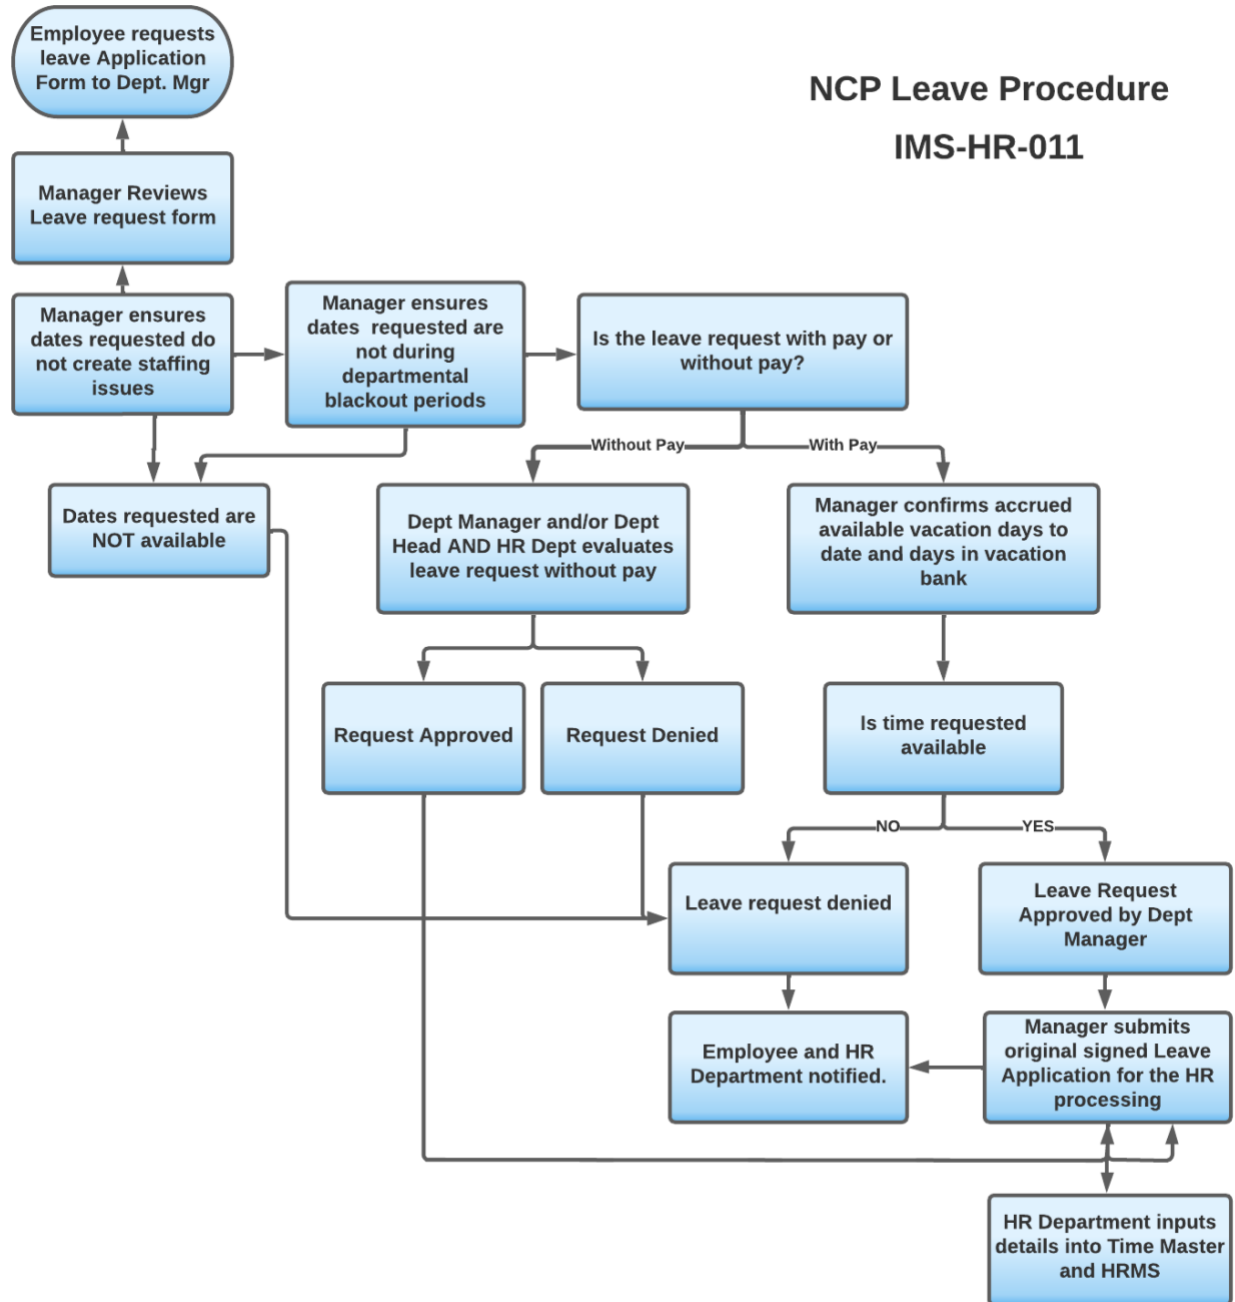 Employee requests
leave Application
Form to Dept. Mgr
NCP Leave Procedure
IMS-HR-011
Manager Reviews
Leave request form
Manager ensures
dates requested do
not create staffing
issues
Manager ensures
dates requested are
not during
departmental
blackout periods
Is the leave request with pay or
without pay?
Without Pay
With Pay
Dates requested are
NOT available
Dept Manager and/or Dept
Head AND HR Dept evaluates
leave request without pay
Manager confirms accrued
available vacation days to
date and days in vacation
bank
Request Approved
Request Denied
Is time requested
available
NO
YES
Leave request denied
Leave Request
Approved by Dept
Manager
Employee and HR
Department notified.
Manager submits
original signed Leave
Application for the HR
processing
HR Department inputs
details into Time Master
and HRMS